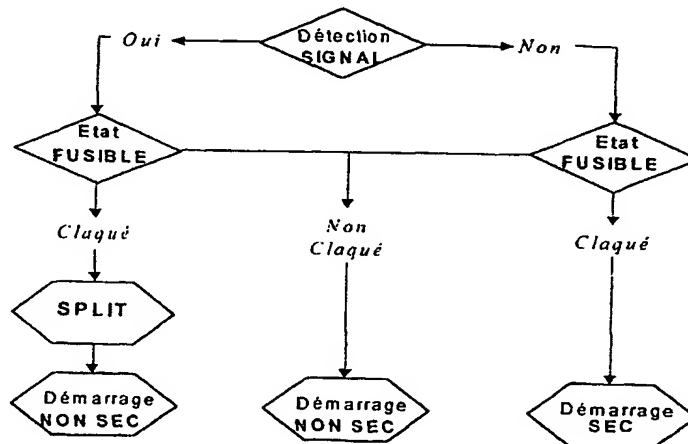 Détection
SIGNAL
Oui
Non
Etat
FUSIBLE
Etat
FUSIBLE
Claqué
Non
Claqué
Claqué
SPLIT
Démarrage
NON SEC
Démarrage
NON SEC
Démarrage
SEC